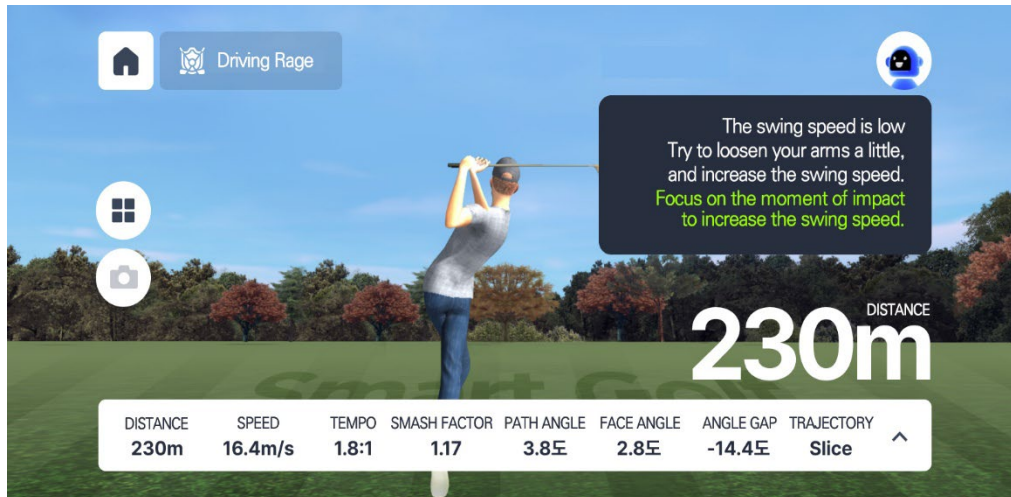 Driving Rage
The swing speed is low
Try to loosen your arms a little,
and increase the swing speed.
Focus on the moment of impact
to increase the swing speed.
DISTANCE
230m
Smart Golf
DISTANCE SPEED TEMPO SMASH FACTOR PATH ANGLE FACE ANGLE ANGLE GAP TRAJECTORY
230m 16.4m/s 1.8:1 1.17 3.8도 2.8도 -14.4도 Slice